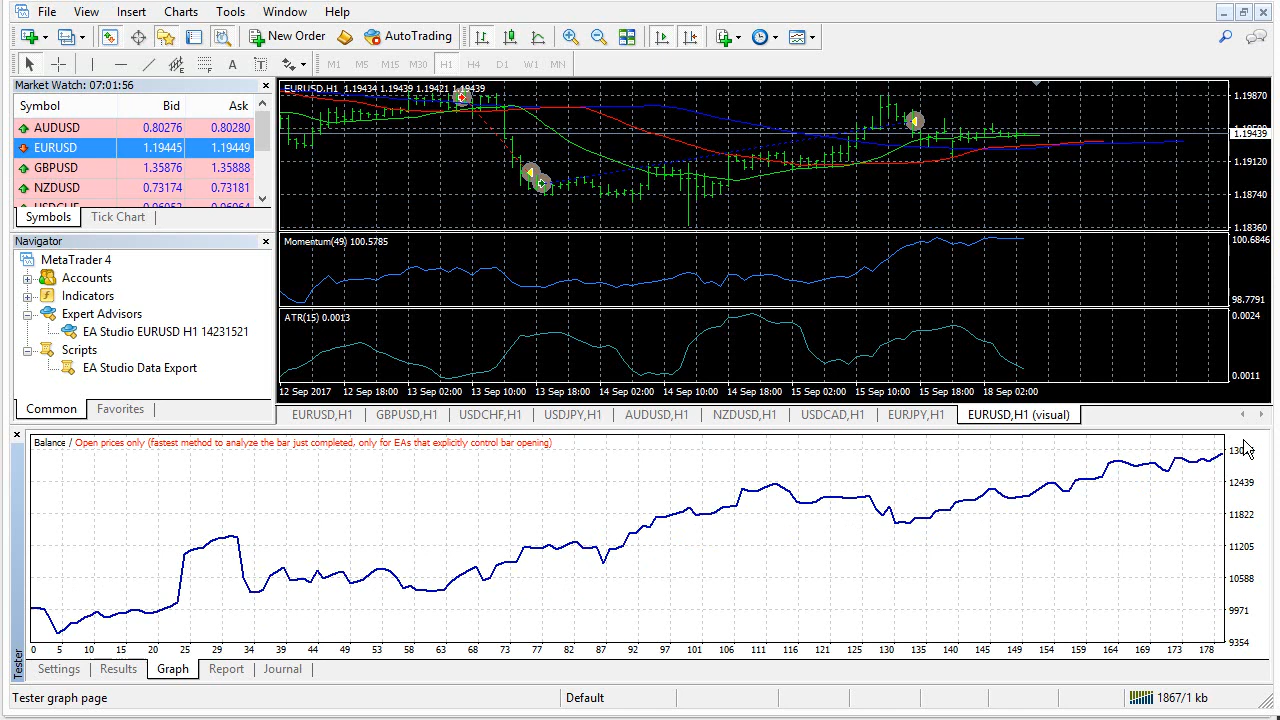 File View Insert Charts Tools Window Help
New Order AutoTrading
A T M1 M5 M15 M30 H1 H4 D1 W1 MN
Market Watch: 07:01:56
Symbol Bid Ask
AUDUSD 0.80276 0.80280
EURUSD 1.19445 1.19449
GBPUSD 1.35876 1.35888
NZDUSD 0.73174 0.73181
Symbols Tick Chart
Navigator
MetaTrader 4
Accounts
Indicators
Expert Advisors
EA Studio EURUSD H1 14231521
Scripts
EA Studio Data Export
Common Favorites
EURUSD,H1 1.19434 1.19439 1.19421 1.19439
1.19870
1.19439
1.19120
1.18740
1.18360
Momentum(49) 100.5785
100.6846
98.7791
ATR(15) 0.0013
0.0024
0.0011
12 Sep 2017 12 Sep 18:00 13 Sep 02:00 13 Sep 10:00 13 Sep 18:00 14 Sep 02:00 14 Sep 10:00 14 Sep 18:00 15 Sep 02:00 15 Sep 10:00 15 Sep 18:00 18 Sep 02:00
EURUSD,H1 GBPUSD,H1 USDCHF,H1 USDJPY,H1 AUDUSD,H1 NZDUSD,H1 USDCAD,H1 EURJPY,H1 EURUSD,H1 (visual)
Balance / Open prices only (fastest method to analyze the bar just completed, only for EAs that explicitly control bar opening)
12439
11822
11205
10588
9971
9354
0 5 10 15 20 25 29 34 39 44 49 53 58 63 68 73 77 82 87 92 97 101 106 111 116 121 125 130 135 140 145 149 154 159 164 169 173 178
Tester
Settings Results Graph Report Journal
Tester graph page Default 1867/1 kb